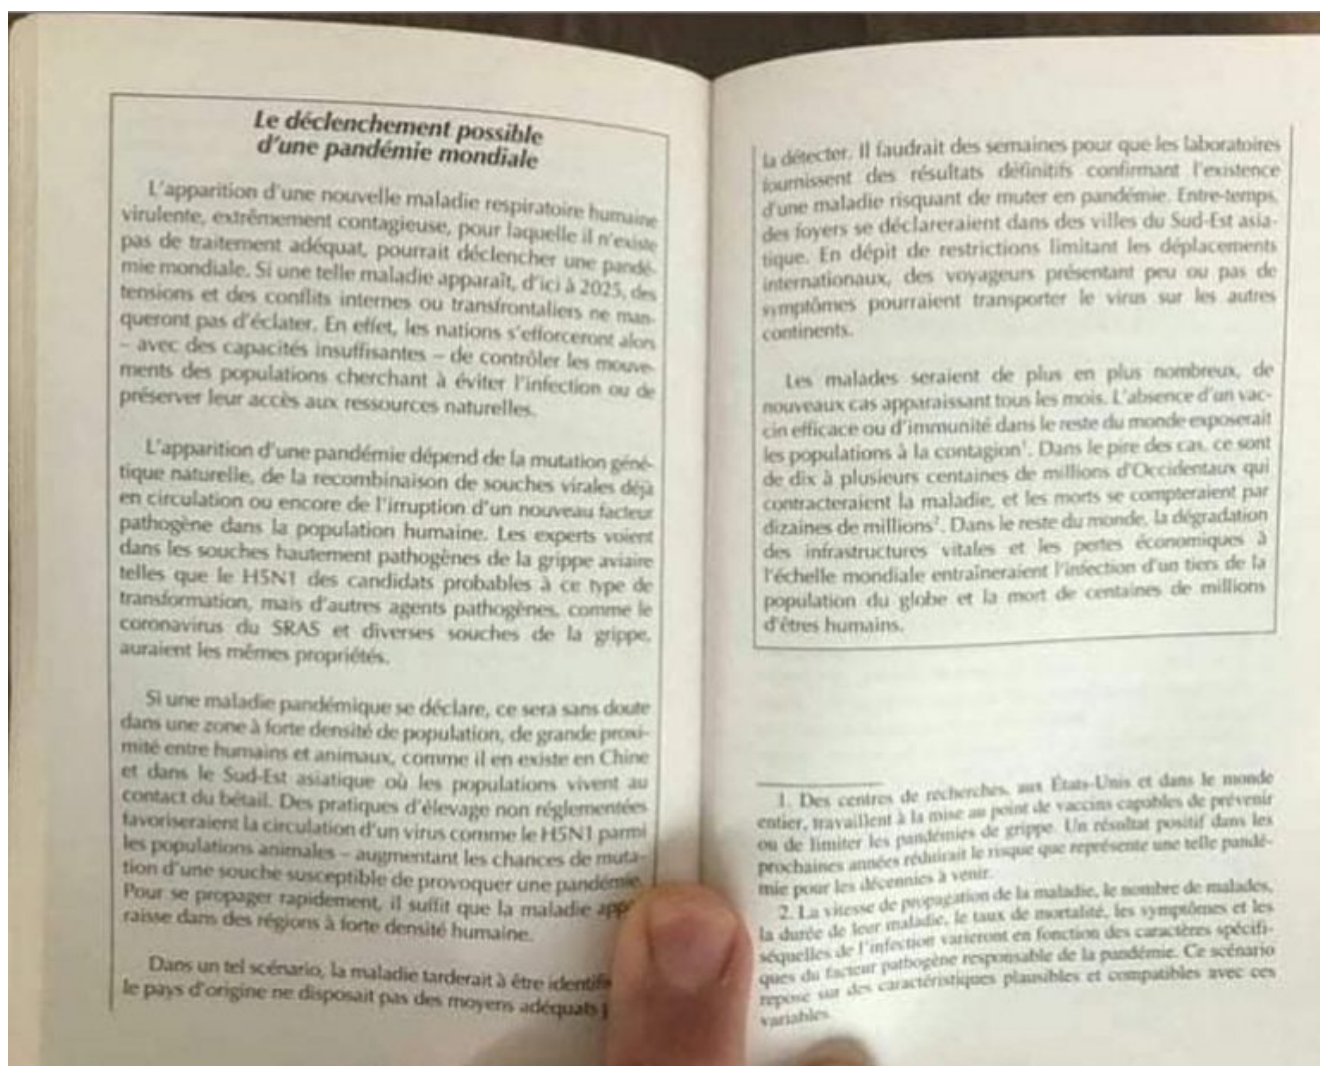 Le déclenchement possible
d'une pandémie mondiale
L'apparition d'une nouvelle maladie respiratoire humaine
virulente, extrêmement contagieuse, pour laquelle il n'existe
pas de traitement adéquat, pourrait déclencher une pandé-
mie mondiale. Si une telle maladie apparaît, d'ici à 2025, des
tensions et des conflits internes ou transfrontaliers ne man-
queront pas d'éclater. En effet, les nations s'efforceront alors
– avec des capacités insuffisantes – de contrôler les mouve-
ments des populations cherchant à éviter l'infection ou de
préserver leur accès aux ressources naturelles.
L'apparition d'une pandémie dépend de la mutation géné-
tique naturelle, de la recombinaison de souches virales déjà
en circulation ou encore de l'irruption d'un nouveau facteur
pathogène dans la population humaine. Les experts voient
dans les souches hautement pathogènes de la grippe aviaire
telles que le H5N1 des candidats probables à ce type de
transformation, mais d'autres agents pathogènes, comme le
coronavirus du SRAS et diverses souches de la grippe,
auraient les mêmes propriétés.
Si une maladie pandémique se déclare, ce sera sans doute
dans une zone à forte densité de population, de grande proxi-
mité entre humains et animaux, comme il en existe en Chine
et dans le Sud-Est asiatique où les populations vivent au
contact du bétail. Des pratiques d'élevage non réglementées
favoriseraient la circulation d'un virus comme le H5N1 parmi
les populations animales – augmentant les chances de muta-
tion d'une souche susceptible de provoquer une pandémie.
Pour se propager rapidement, il suffit que la maladie appa
raisse dans des régions à forte densité humaine.
Dans un tel scénario, la maladie tarderait à être identifi
le pays d'origine ne disposait pas des moyens adéquats
la détecter. Il faudrait des semaines pour que les laboratoires
fournissent des résultats définitifs confirmant l'existence
d'une maladie risquant de muter en pandémie. Entre-temps,
des foyers se déclareraient dans des villes du Sud-Est asia-
tique. En dépit de restrictions limitant les déplacements
internationaux, des voyageurs présentant peu ou pas de
symptômes pourraient transporter le virus sur les autres
continents.
Les malades seraient de plus en plus nombreux, de
nouveaux cas apparaissant tous les mois. L'absence d'un vac-
cin efficace ou d'immunité dans le reste du monde exposerait
les populations à la contagion¹. Dans le pire des cas, ce sont
de dix à plusieurs centaines de millions d'Occidentaux qui
contracteraient la maladie, et les morts se compteraient par
dizaines de millions². Dans le reste du monde, la dégradation
des infrastructures vitales et les pertes économiques à
l'échelle mondiale entraîneraient l'infection d'un tiers de la
population du globe et la mort de centaines de millions
d'êtres humains.
1. Des centres de recherches, aux États-Unis et dans le monde
entier, travaillent à la mise au point de vaccins capables de prévenir
ou de limiter les pandémies de grippe. Un résultat positif dans les
prochaines années réduirait le risque que représente une telle pandé-
mie pour les décennies à venir.
2. La vitesse de propagation de la maladie, le nombre de malades,
la durée de leur maladie, le taux de mortalité, les symptômes et les
séquelles de l'infection varieront en fonction des caractères spécifi-
ques du facteur pathogène responsable de la pandémie. Ce scénario
repose sur des caractéristiques plausibles et compatibles avec ces
variables.